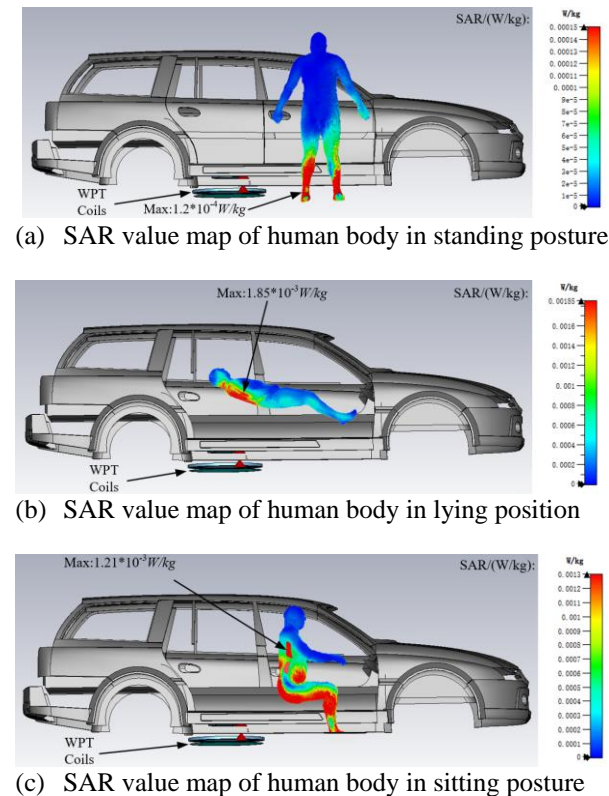 SAR/(W/kg):
W/kg
0.00015
0.00013
0.00012
0.00011
0.0001
9e-5
8e-5
7e-5
6e-5
5e-5
4e-5
3e-5
2e-5
1e-5
0
WPT
Coils
Max:1.2*10⁻⁴W/kg
(a) SAR value map of human body in standing posture
Max:1.85*10⁻³W/kg
SAR/(W/kg):
W/kg
0.00185
0.0016
0.0014
0.0012
0.001
0.0008
0.0006
0.0004
0.0002
0
WPT
Coils
(b) SAR value map of human body in lying position
Max:1.21*10⁻³W/kg
SAR/(W/kg):
W/kg
0.0013
0.0011
0.001
0.0009
0.0008
0.0007
0.0006
0.0005
0.0004
0.0003
0.0002
0.0001
0
WPT
Coils
(c) SAR value map of human body in sitting posture